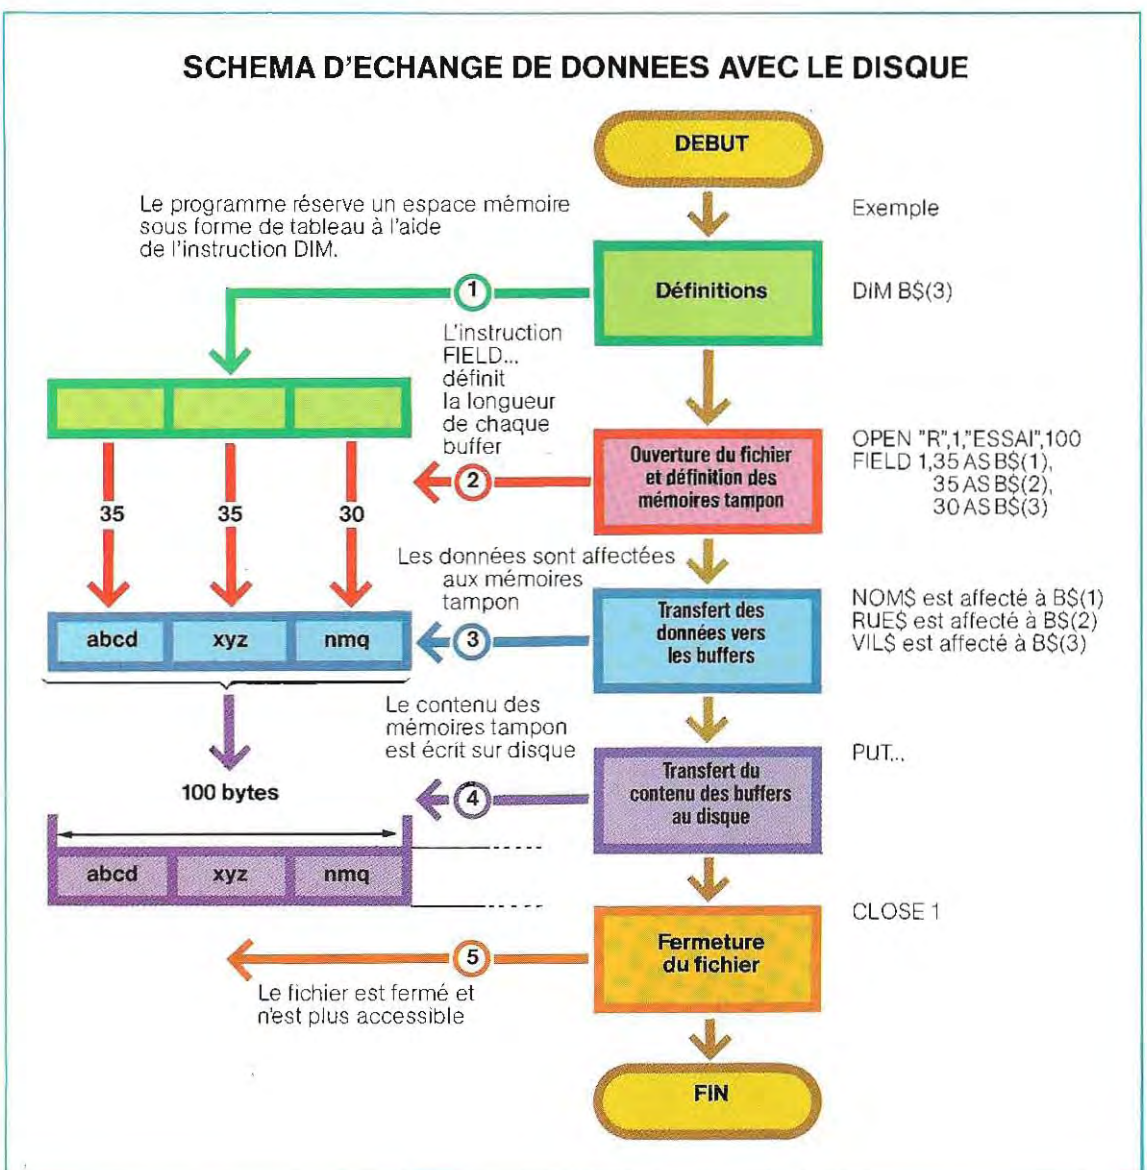 SCHEMA D'ECHANGE DE DONNEES AVEC LE DISQUE
DEBUT
Exemple
Le programme réserve un espace mémoire
sous forme de tableau à l'aide
de l'instruction DIM.
1
Définitions
DIM B$(3)
L'instruction
FIELD...
définit
la longueur
de chaque
buffer
2
Ouverture du fichier
et définition des
mémoires tampon
OPEN "R",1,"ESSAI",100
FIELD 1,35 AS B$(1),
35 AS B$(2),
30 AS B$(3)
35 35 30
Les données sont affectées
aux mémoires
tampon
abcd xyz nmq
3
Transfert des
données vers
les buffers
NOM$ est affecté à B$(1)
RUE$ est affecté à B$(2)
VIL$ est affecté à B$(3)
Le contenu des
mémoires tampon
est écrit sur disque
4
Transfert du
contenu des buffers
au disque
PUT...
100 bytes
abcd xyz nmq
5
Fermeture
du fichier
CLOSE 1
Le fichier est fermé et
n'est plus accessible
FIN